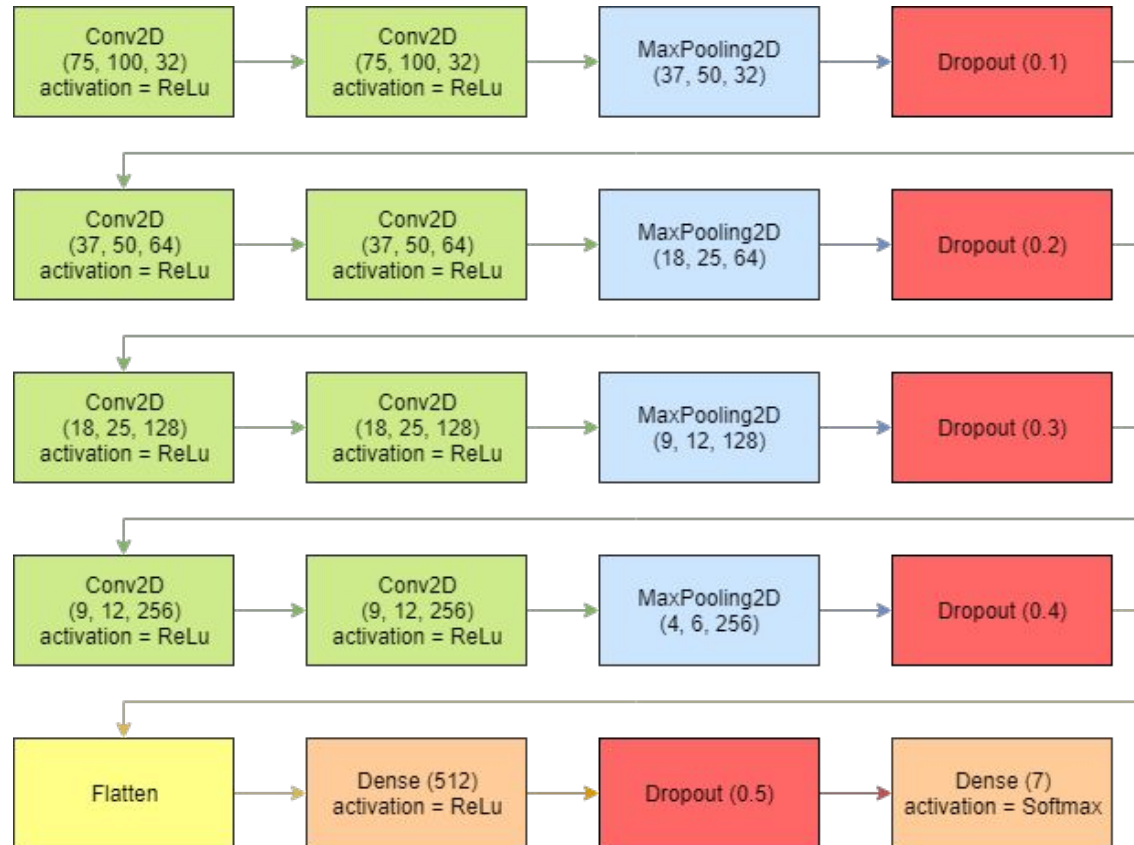 Conv2D
(75, 100, 32)
activation = ReLu
Conv2D
(75, 100, 32)
activation = ReLu
MaxPooling2D
(37, 50, 32)
Dropout (0.1)
Conv2D
(37, 50, 64)
activation = ReLu
Conv2D
(37, 50, 64)
activation = ReLu
MaxPooling2D
(18, 25, 64)
Dropout (0.2)
Conv2D
(18, 25, 128)
activation = ReLu
Conv2D
(18, 25, 128)
activation = ReLu
MaxPooling2D
(9, 12, 128)
Dropout (0.3)
Conv2D
(9, 12, 256)
activation = ReLu
Conv2D
(9, 12, 256)
activation = ReLu
MaxPooling2D
(4, 6, 256)
Dropout (0.4)
Flatten
Dense (512)
activation = ReLu
Dropout (0.5)
Dense (7)
activation = Softmax